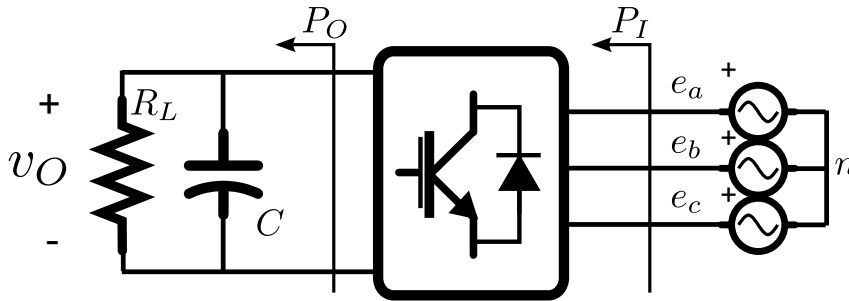 P_O
P_I
+
R_L
v_O
C
-
e_a
+
e_b
+
e_c
+
n